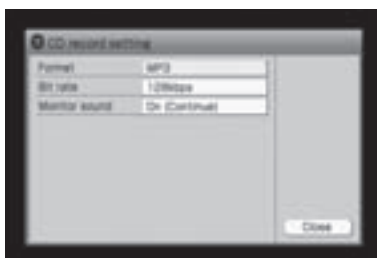 CD record setting
Format MP3
Bit rate 128kbps
Monitor sound On (Continue)
Close